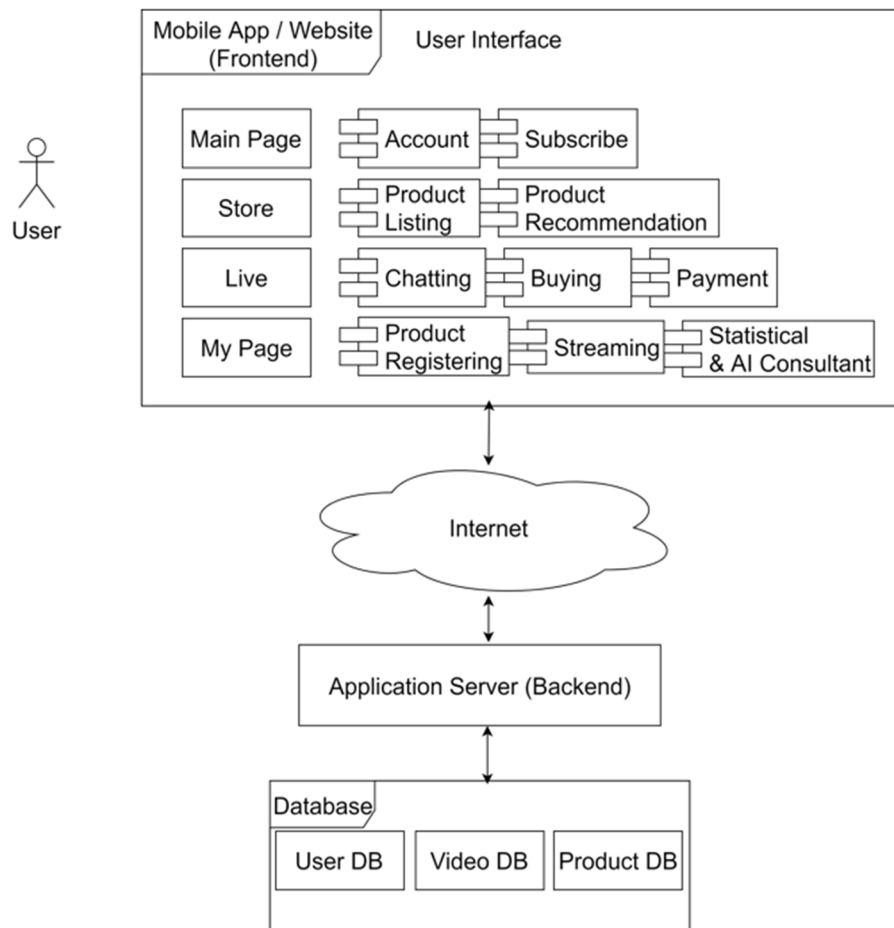 Mobile App / Website
(Frontend)
User Interface
User
Main Page
Account
Subscribe
Store
Product
Listing
Product
Recommendation
Live
Chatting
Buying
Payment
My Page
Product
Registering
Streaming
Statistical
& AI Consultant
Internet
Application Server (Backend)
Database
User DB
Video DB
Product DB